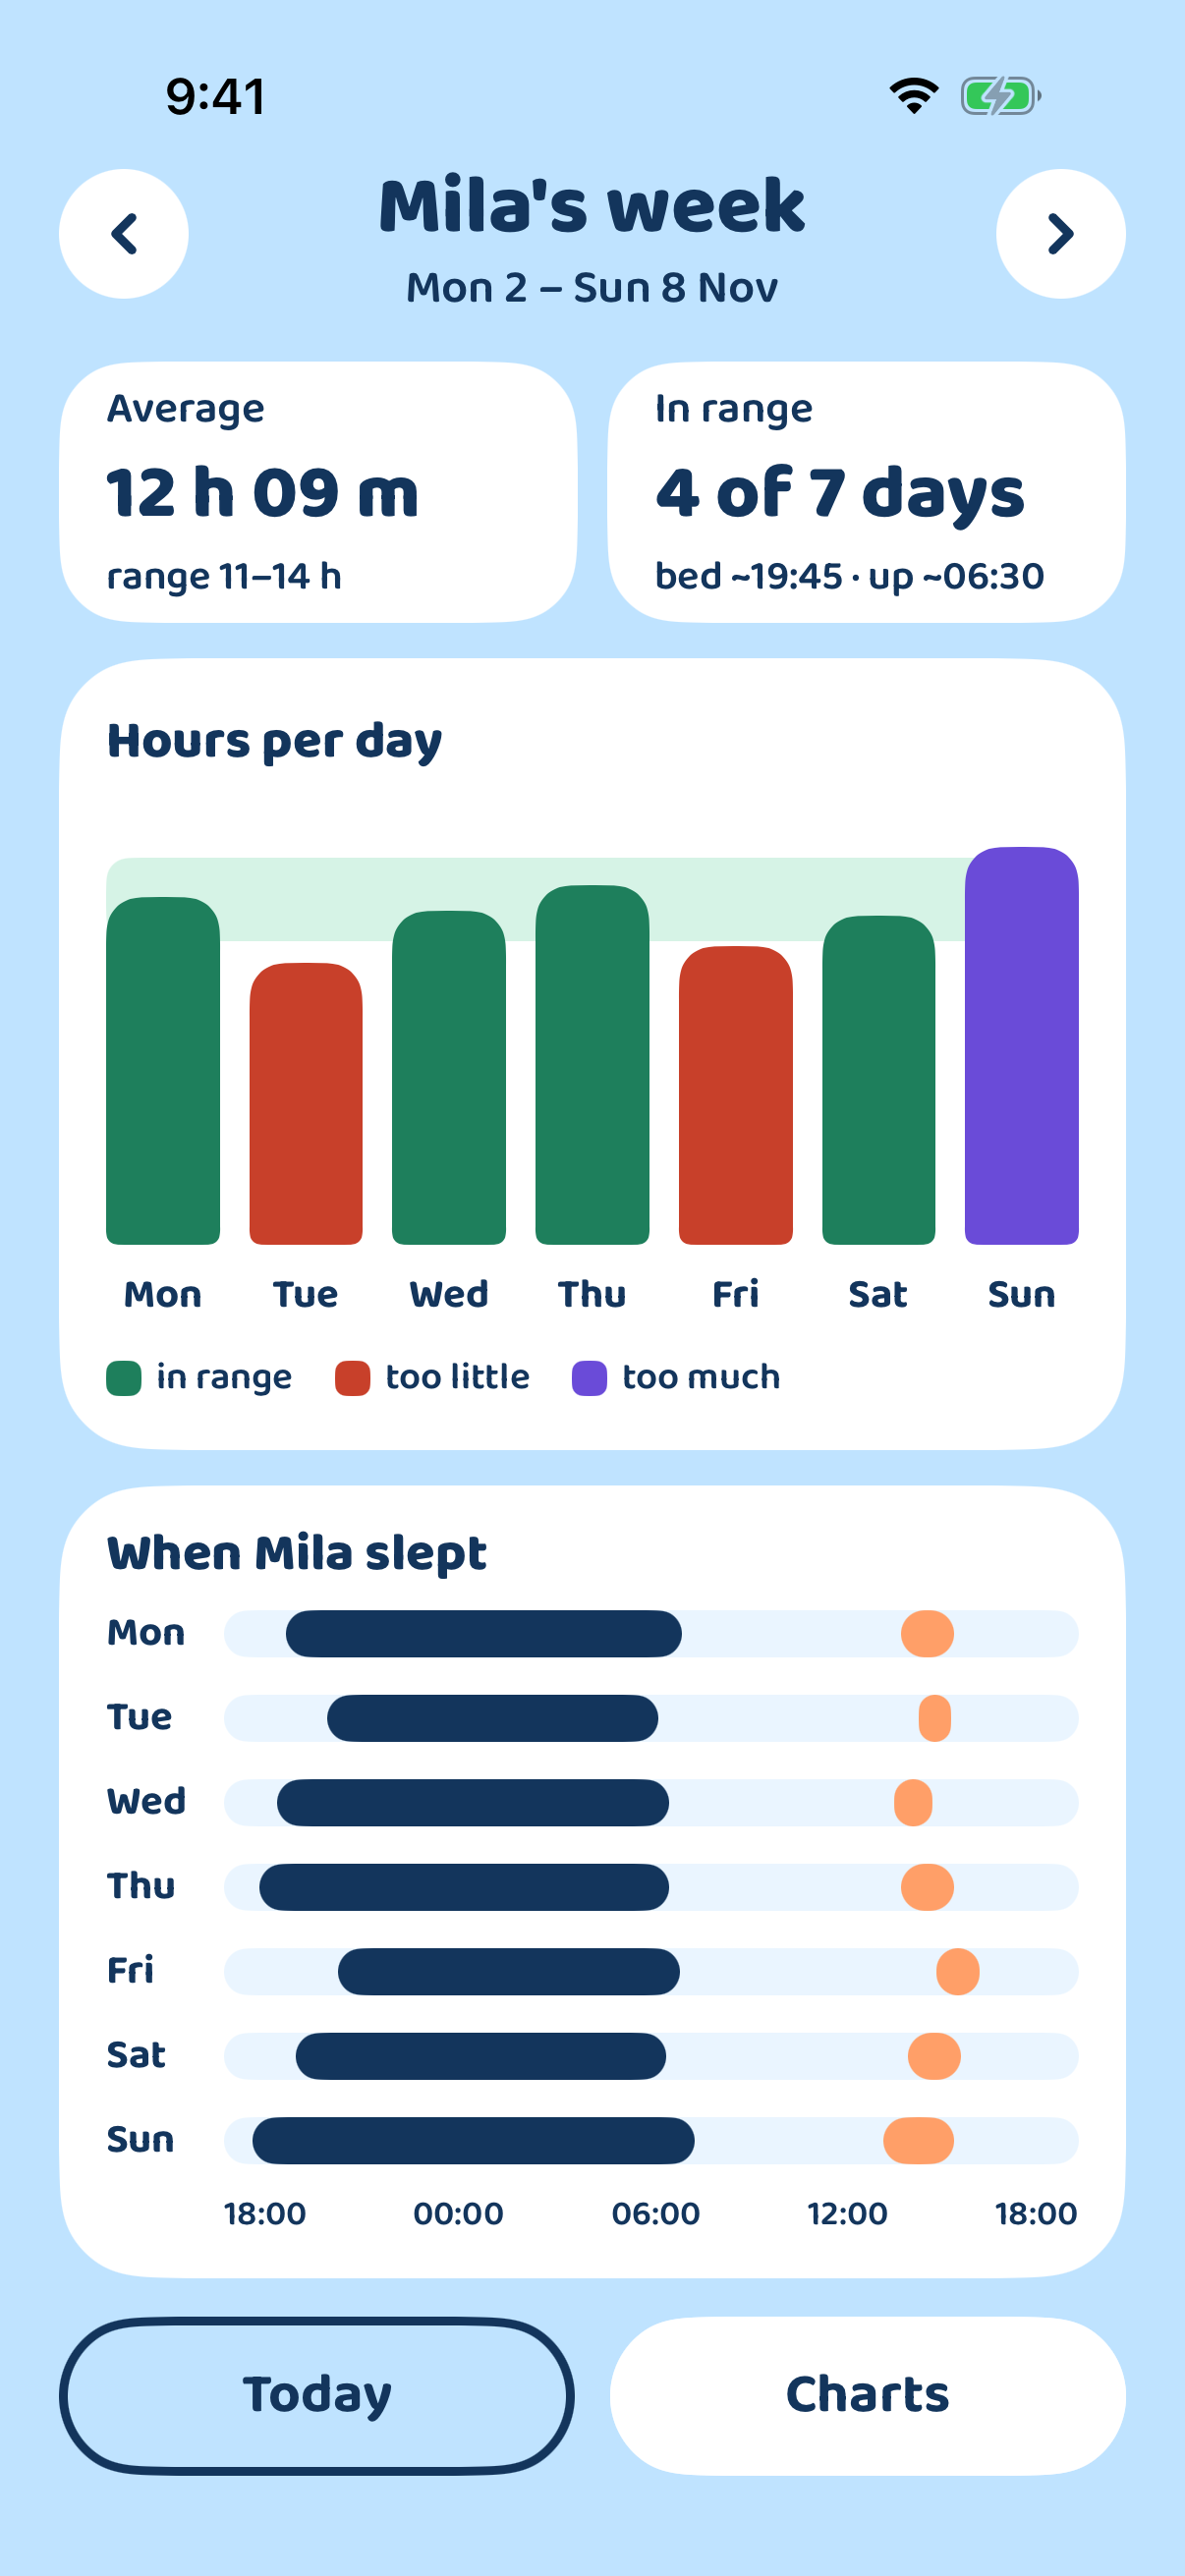 9:41
Mila's week
Mon 2 – Sun 8 Nov
Average
12 h 09 m
range 11–14 h
In range
4 of 7 days
bed ~19:45 · up ~06:30
Hours per day
Mon Tue Wed Thu Fri Sat Sun
in range too little too much
When Mila slept
Mon
Tue
Wed
Thu
Fri
Sat
Sun
18:00 00:00 06:00 12:00 18:00
Today
Charts